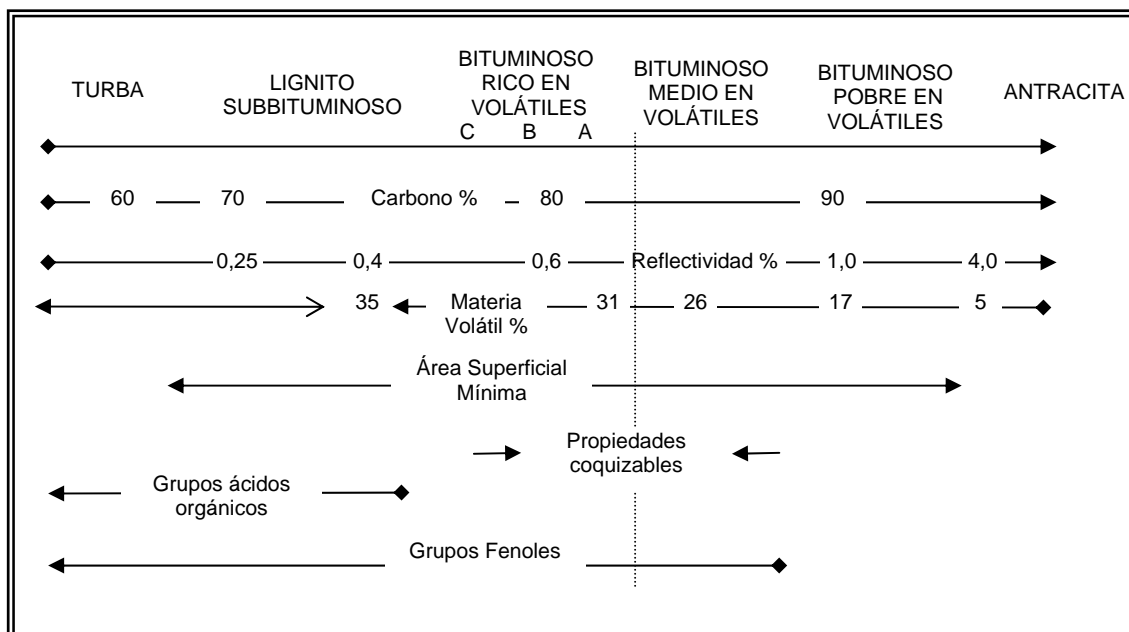 TURBA
LIGNITO
SUBBITUMINOSO
BITUMINOSO
RICO EN
VOLÁTILES
C B A
BITUMINOSO
MEDIO EN
VOLÁTILES
BITUMINOSO
POBRE EN
VOLÁTILES
ANTRACITA
60 70 Carbono % 80 90
0,25 0,4 0,6 Reflectividad % 1,0 4,0
35 Materia 31 26 17 5
Volátil %
Área Superficial
Mínima
Propiedades
coquizables
Grupos ácidos
orgánicos
Grupos Fenoles